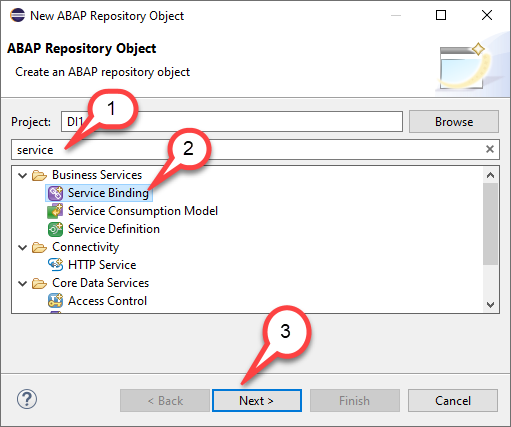 New ABAP Repository Object
ABAP Repository Object
Create an ABAP repository object
1
Project: DI1
Browse
service
2
Business Services
Service Binding
Service Consumption Model
Service Definition
Connectivity
HTTP Service
Core Data Services
Access Control
3
?
< Back
Next >
Finish
Cancel